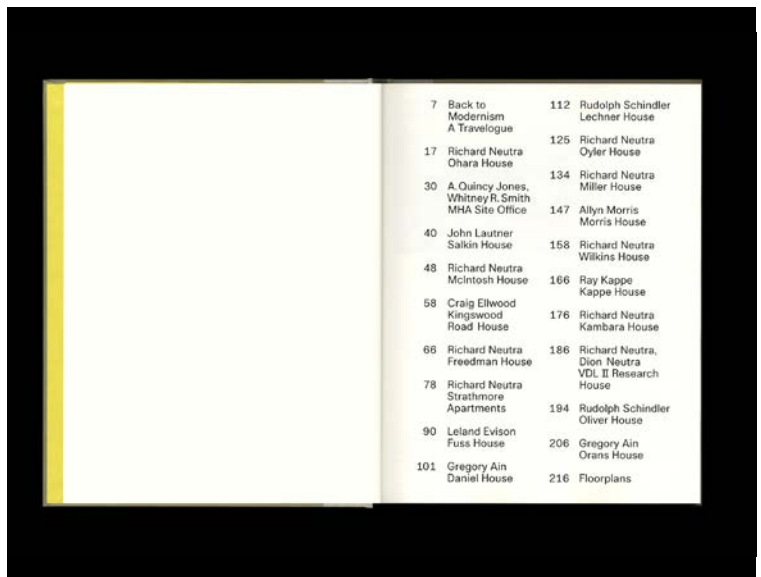 7 Back to
Modernism
A Travelogue
17 Richard Neutra
Ohara House
30 A. Quincy Jones,
Whitney R. Smith
MHA Site Office
40 John Lautner
Salkin House
48 Richard Neutra
McIntosh House
58 Craig Ellwood
Kingswood
Road House
66 Richard Neutra
Freedman House
78 Richard Neutra
Strathmore
Apartments
90 Leland Evison
Fuss House
101 Gregory Ain
Daniel House
112 Rudolph Schindler
Lechner House
125 Richard Neutra
Oyler House
134 Richard Neutra
Miller House
147 Allyn Morris
Morris House
158 Richard Neutra
Wilkins House
166 Ray Kappe
Kappe House
176 Richard Neutra
Kambara House
186 Richard Neutra,
Dion Neutra
VDL II Research
House
194 Rudolph Schindler
Oliver House
206 Gregory Ain
Orans House
216 Floorplans